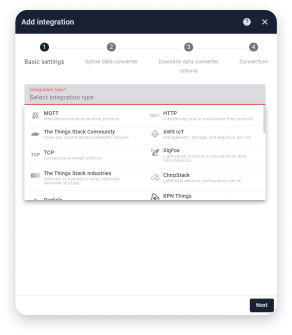 Add integration
1 2 3 4
Basic settings Uplink data converter Downlink data converter Connection
Optional
Integration type*
Select integration type
MQTT
Machine to machine network protocol.
HTTP
Transferring text or multimedia files protocol.
The Things Stack Community
Open and decentralized LoRaWAN network.
AWS IoT
Management, storage, and analytics service.
TCP TCP
Connection-oriented protocol.
SigFox
Lightweight protocol to handle small data
transmissions.
The Things Stack Industries
Software to operate private LoRaWAN
networks at scale.
ChirpStack
LoRaWAN network configuration server.
Particle
KPN Things
Next